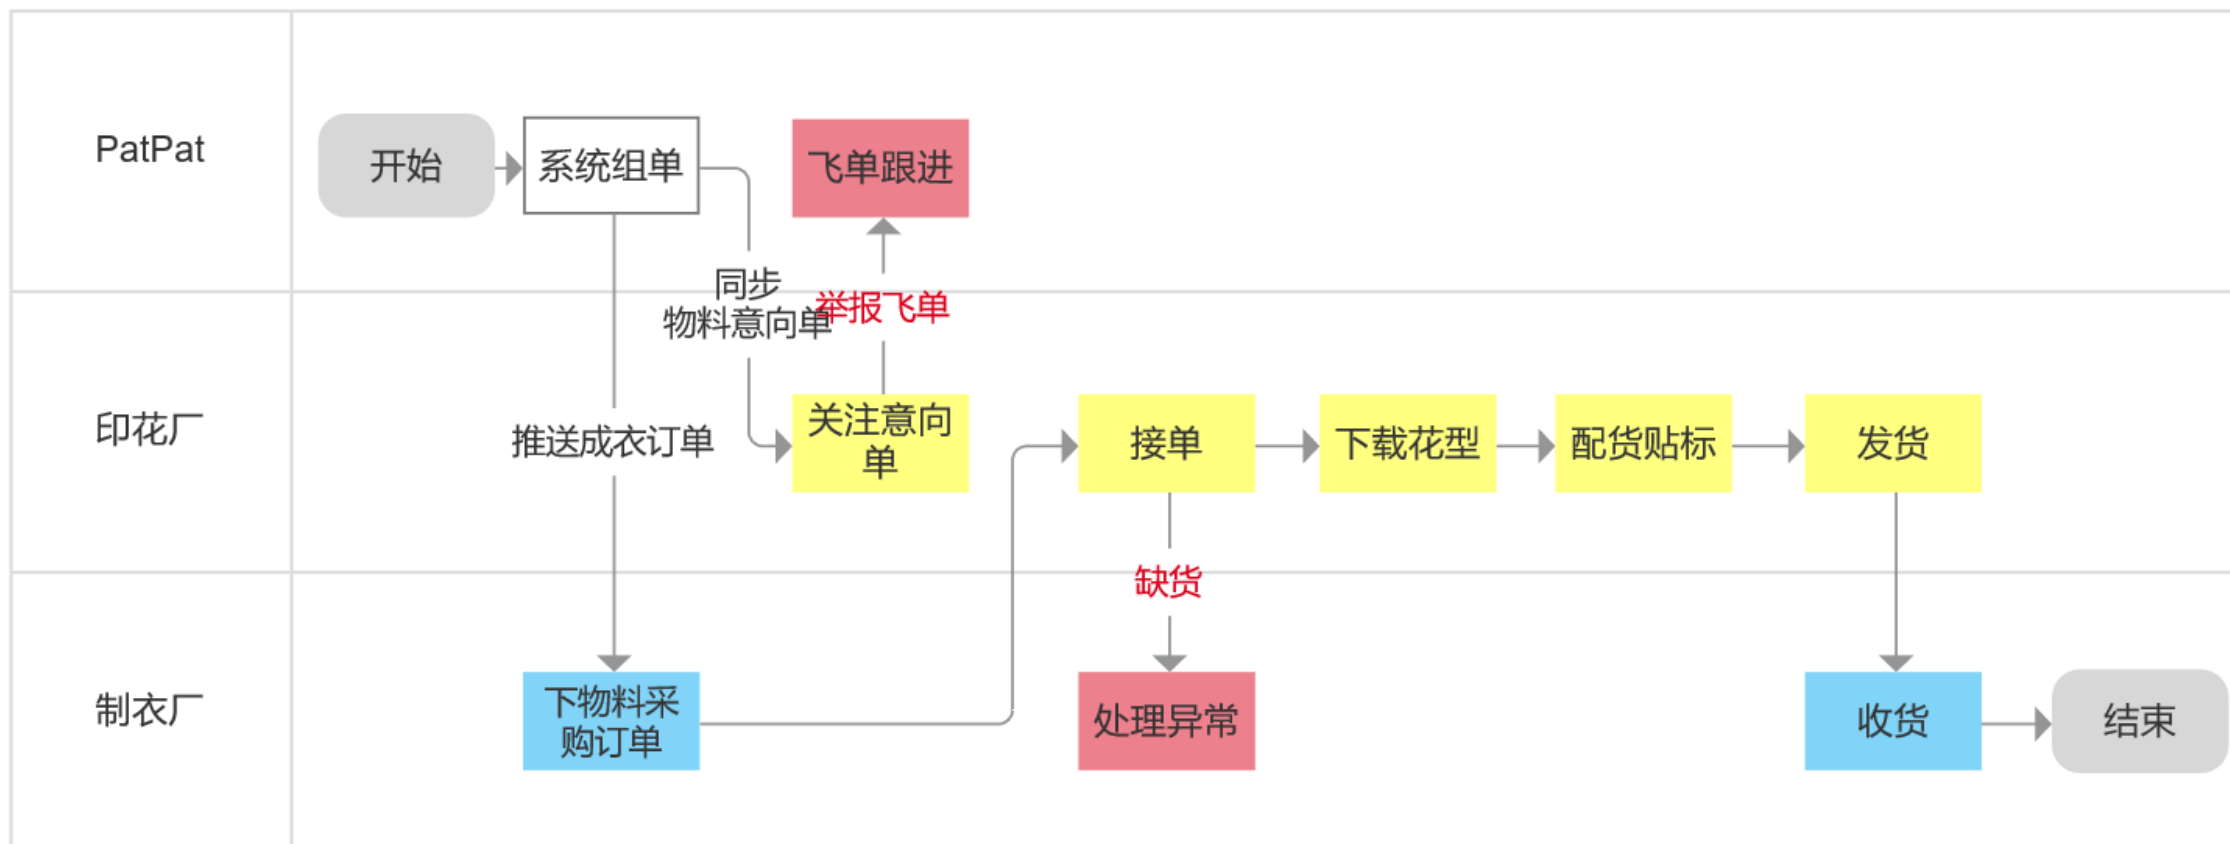 PatPat
开始
系统组单
飞单跟进
同步
物料意向单
举报飞单
印花厂
推送成衣订单
关注意向
单
接单
下载花型
配货贴标
发货
缺货
制衣厂
下物料采
购订单
处理异常
收货
结束